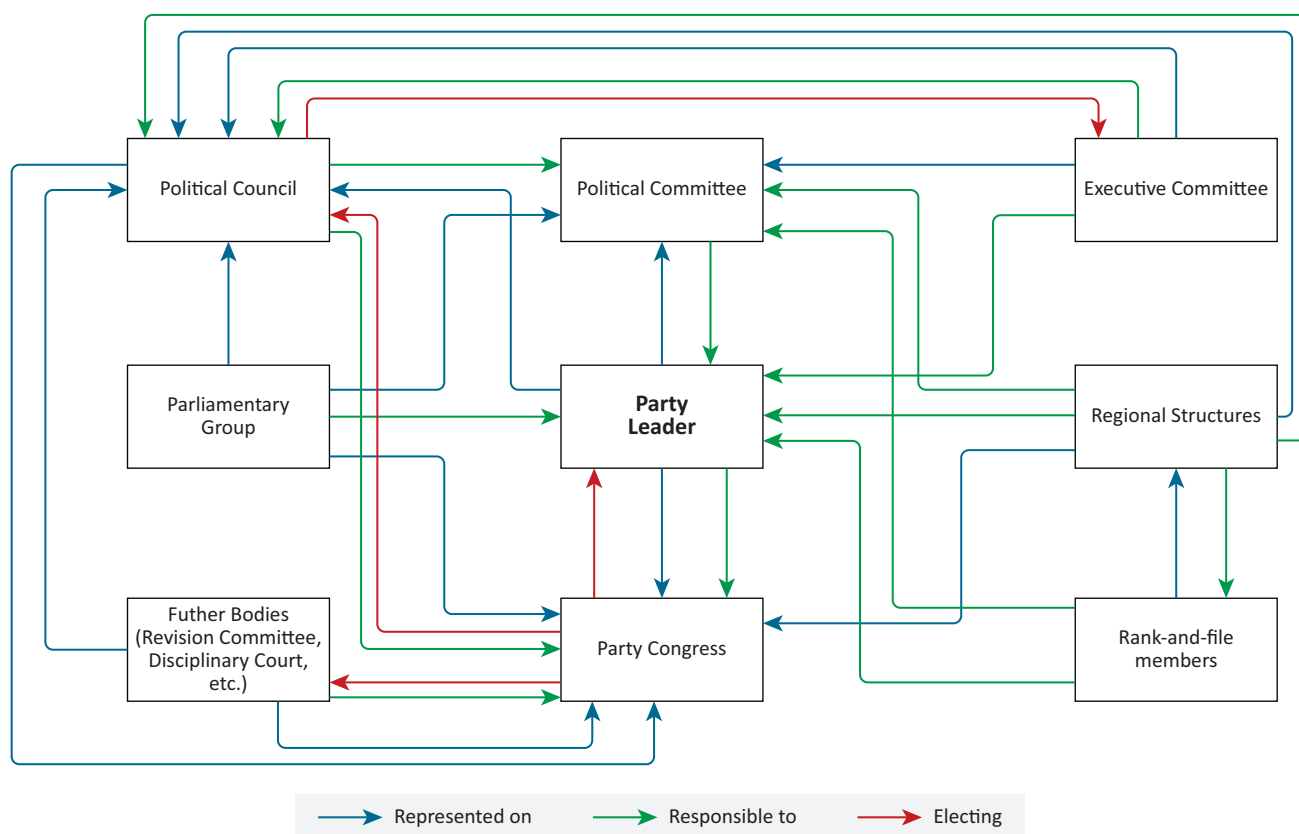 Political Council
Political Committee
Executive Committee
Parliamentary
Group
Party
Leader
Regional Structures
Futher Bodies
(Revision Committee,
Disciplinary Court,
etc.)
Party Congress
Rank-and-file
members
Represented on
Responsible to
Electing